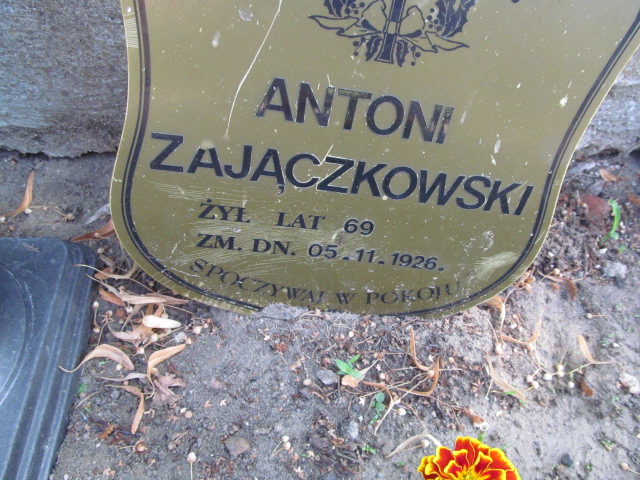 ANTONI
ZAJĄCZKOWSKI
ŻYŁ LAT 69
ZM. DN. 05.11.1926.
SPOCZYWAJ W POKOJU